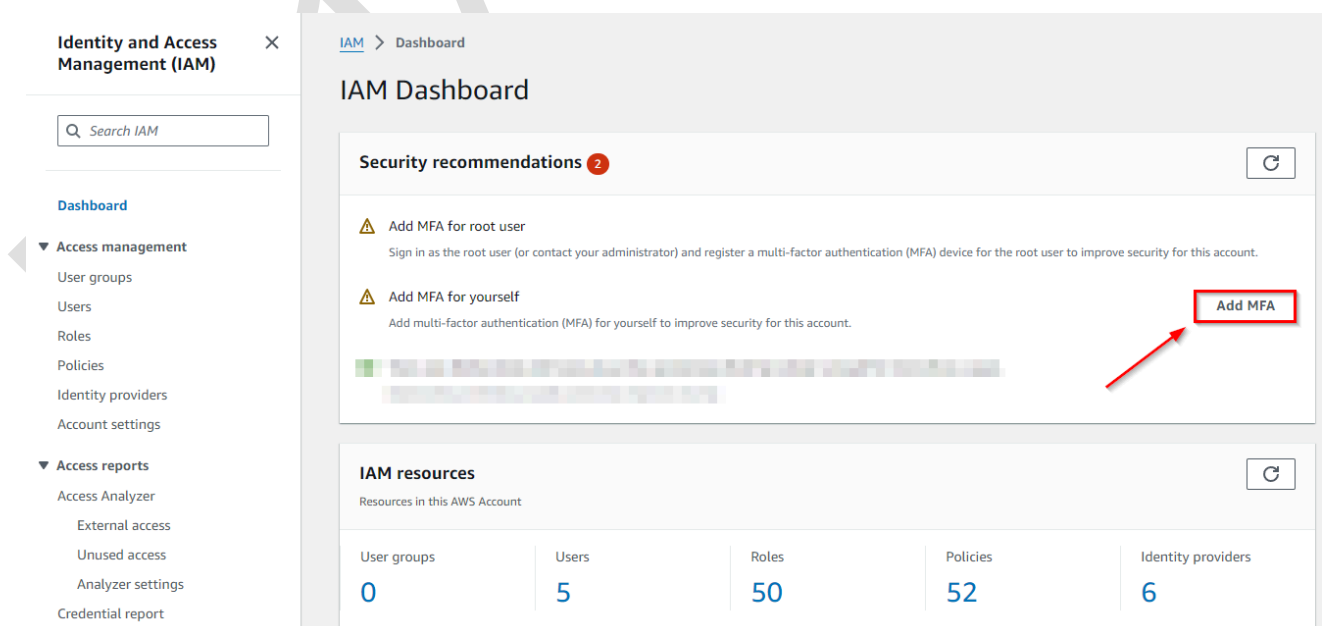 Identity and Access
Management (IAM)
Search IAM
Dashboard
Access management
User groups
Users
Roles
Policies
Identity providers
Account settings
Access reports
Access Analyzer
External access
Unused access
Analyzer settings
Credential report
IAM > Dashboard
IAM Dashboard
Security recommendations 2
Add MFA for root user
Sign in as the root user (or contact your administrator) and register a multi-factor authentication (MFA) device for the root user to improve security for this account.
Add MFA for yourself
Add multi-factor authentication (MFA) for yourself to improve security for this account.
Add MFA
IAM resources
Resources in this AWS Account
User groups
0
Users
5
Roles
50
Policies
52
Identity providers
6